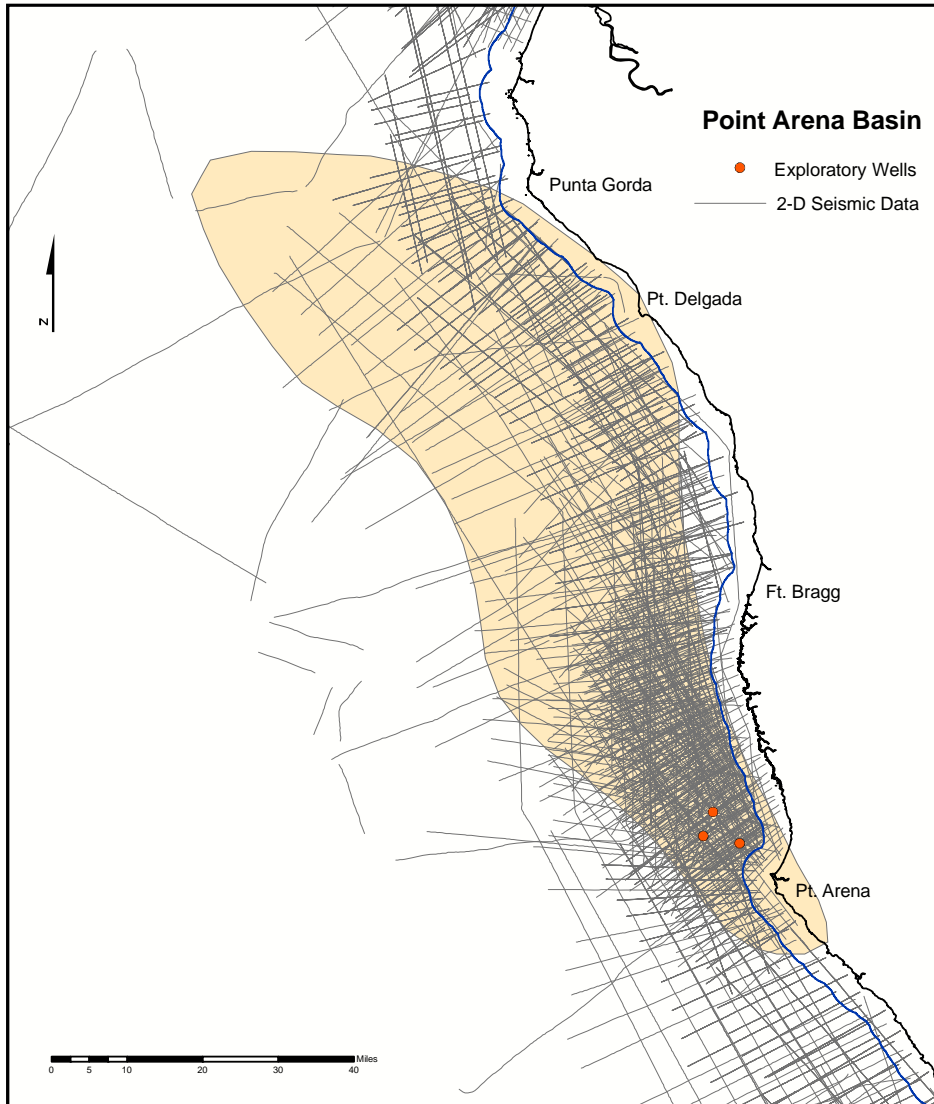 Point Arena Basin
Exploratory Wells
2-D Seismic Data
Punta Gorda
Pt. Delgada
N
Ft. Bragg
Pt. Arena
Miles
0 5 10 20 30 40